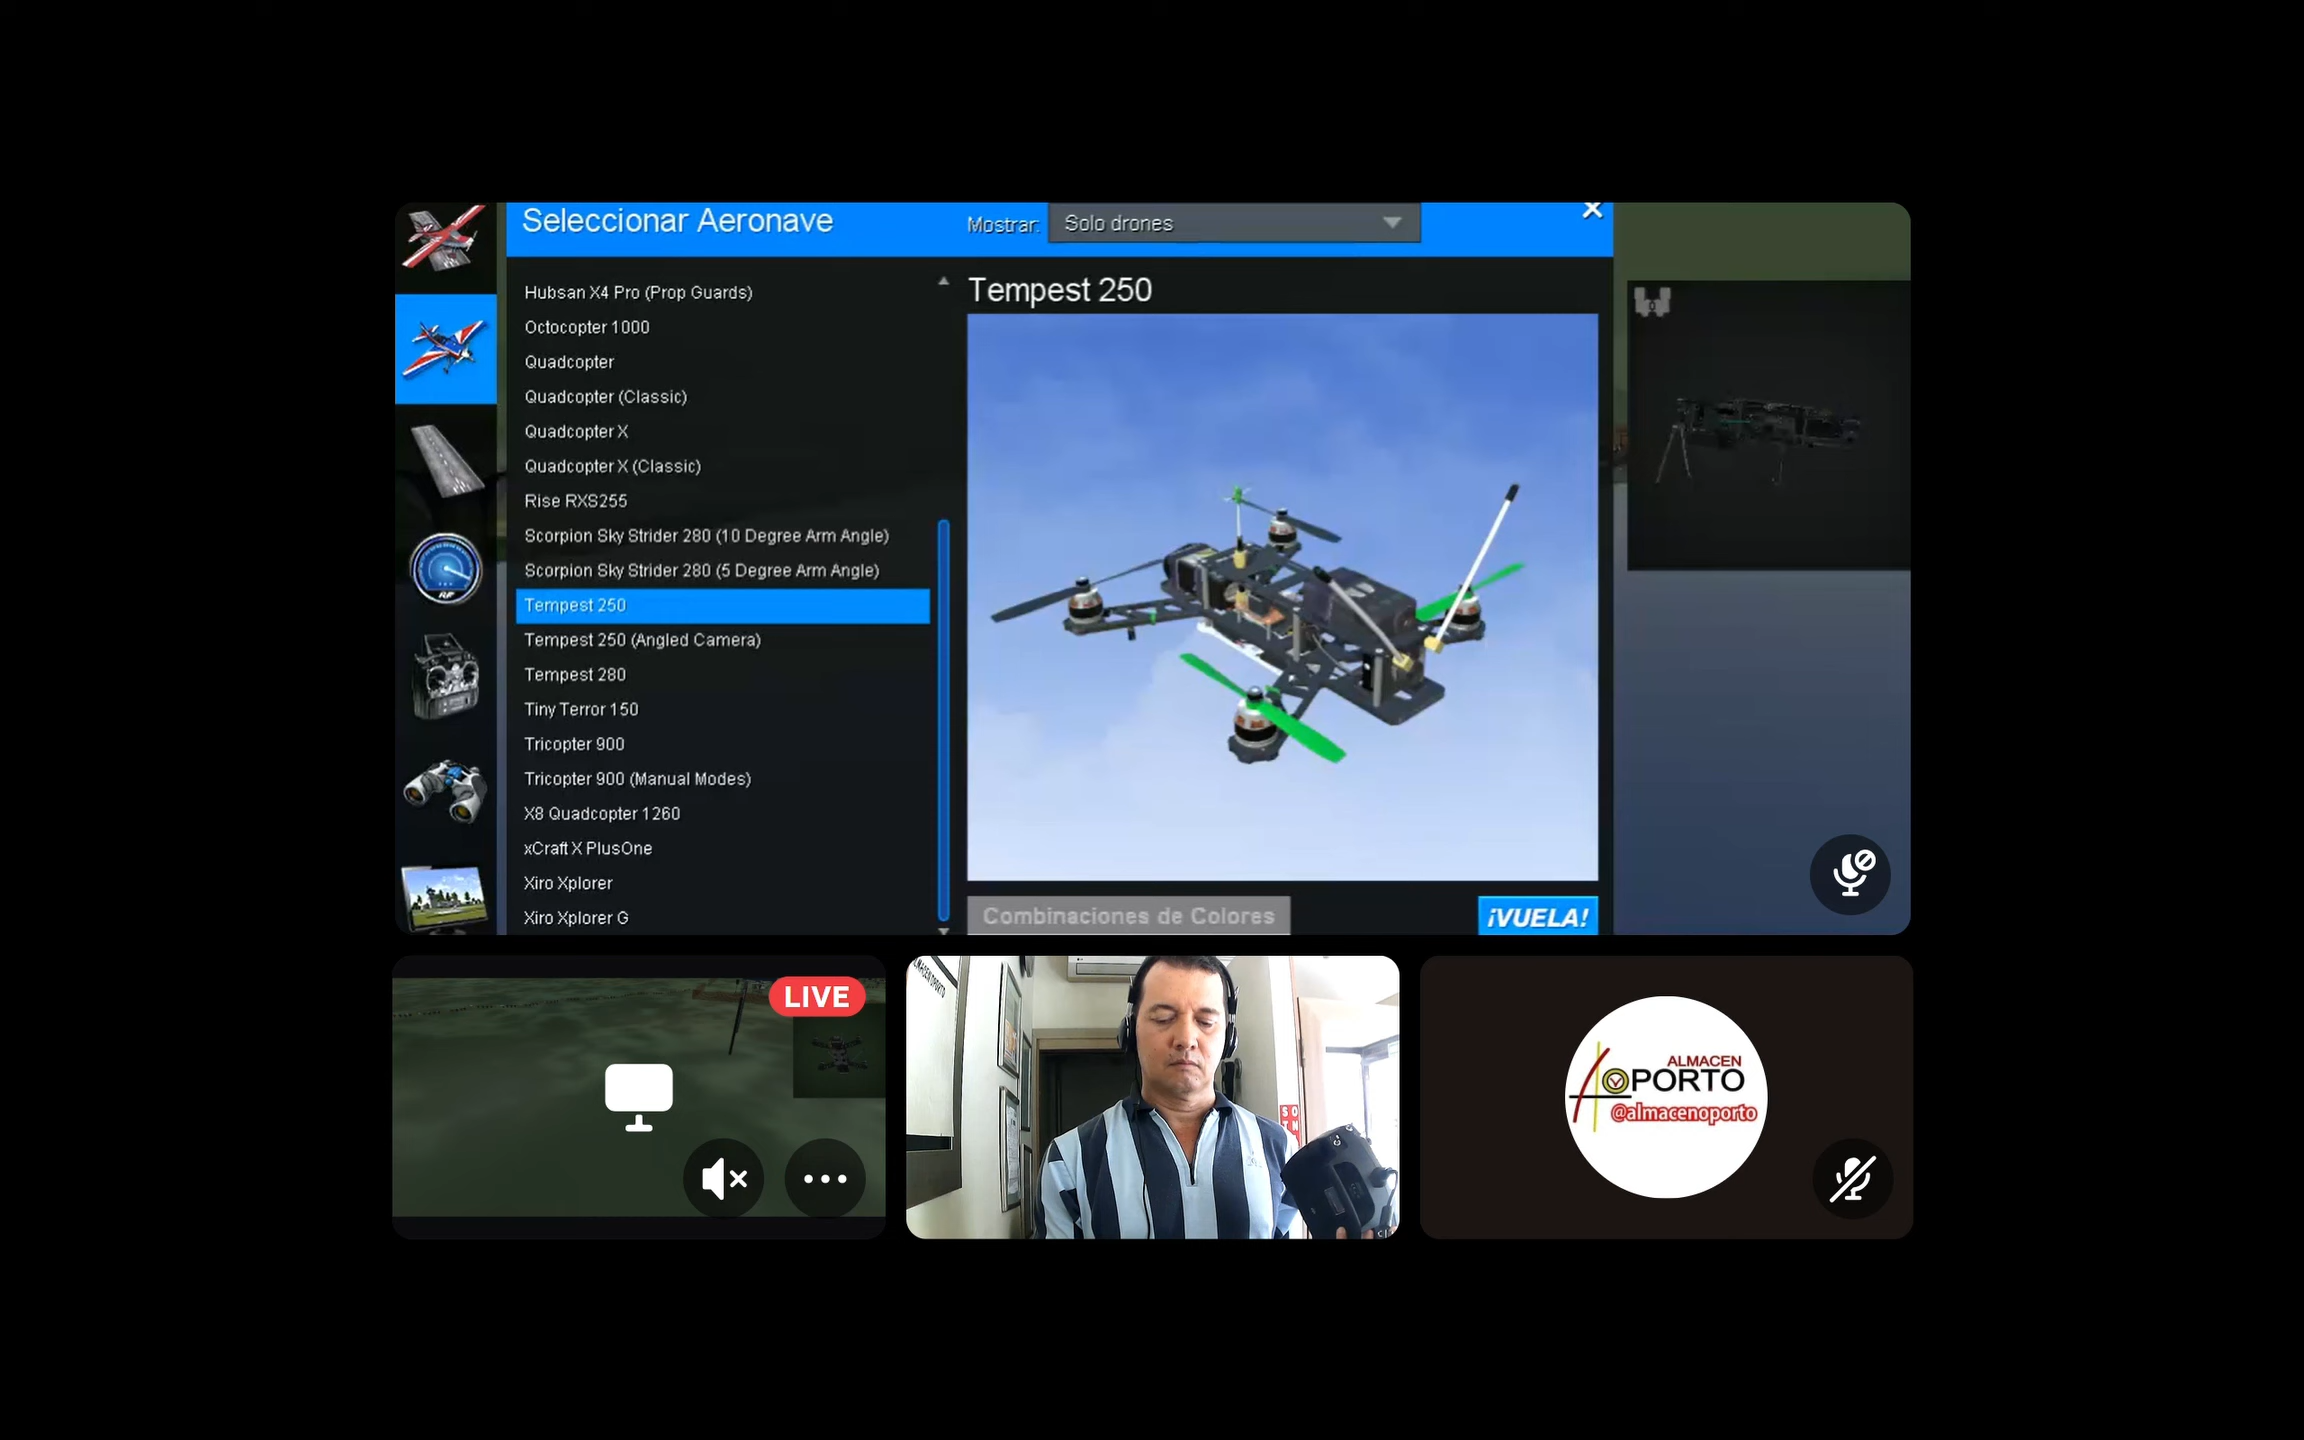 Seleccionar Aeronave
Mostrar:
Solo drones
Hubsan X4 Pro (Prop Guards)
Octocopter 1000
Quadcopter
Quadcopter (Classic)
Quadcopter X
Quadcopter X (Classic)
Rise RXS255
Scorpion Sky Strider 280 (10 Degree Arm Angle)
Scorpion Sky Strider 280 (5 Degree Arm Angle)
Tempest 250
Tempest 250 (Angled Camera)
Tempest 280
Tiny Terror 150
Tricopter 900
Tricopter 900 (Manual Modes)
X8 Quadcopter 1260
xCraft X PlusOne
Xiro Xplorer
Xiro Xplorer G
Tempest 250
Combinaciones de Colores
¡VUELA!
RF
LIVE
ALMACEN
OPORTO
@almacenoporto